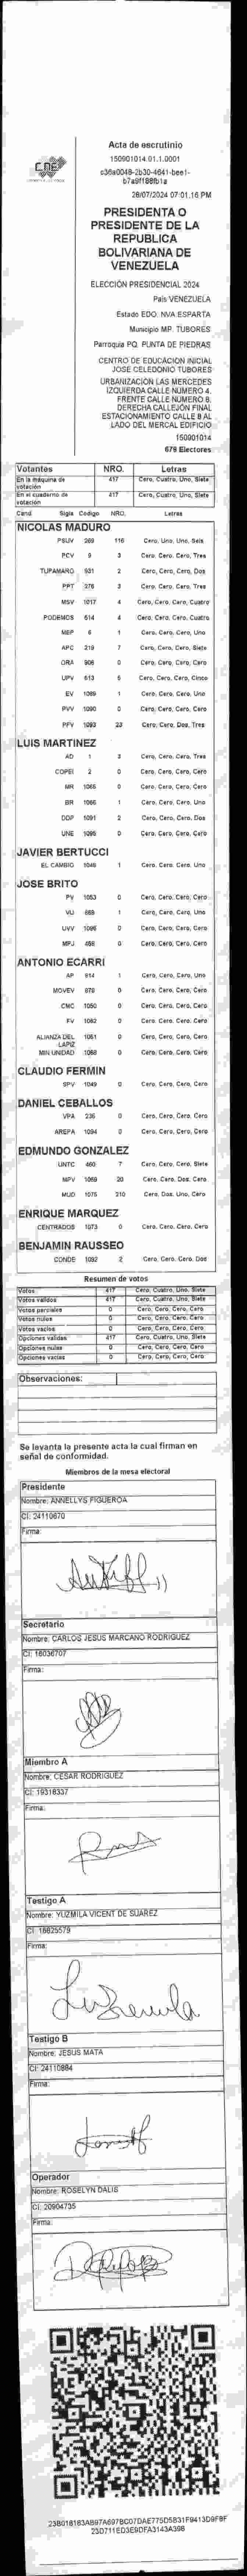 CNE
Acta de escrutinio
150901014.01.1.0001
28/07/2024 07:01:16 PM
PRESIDENTA O
PRESIDENTE DE LA
REPUBLICA
BOLIVARIANA DE
VENEZUELA
ELECCIÓN PRESIDENCIAL 2024
País VENEZUELA
Estado EDO. NVA.ESPARTA
Municipio MP. TUBORES
Parroquia PQ. PUNTA DE PIEDRAS
CENTRO DE EDUCACION INICIAL
JOSE CELEDONIO TUBORES
URBANIZACIÓN LAS MERCEDES
IZQUIERDA CALLE NUMERO 4.
FRENTE CALLE NUMERO 8.
DERECHA CALLEJON FINAL
ESTACIONAMIENTO CALLE B AL
LADO DEL MERCAL EDIFICIO
150901014
679 Electores
Votantes NRO. Letras
En la máquina de votación 417 Cero, Cuatro, Uno, Siete
En el cuaderno de votación 417 Cero, Cuatro, Uno, Siete
Cand Sigla Codigo NRO. Letras
NICOLAS MADURO
PSUV 269 116 Cero, Uno, Uno, Seis
PCV 9 3 Cero, Cero, Cero, Tres
TUPAMARO 931 2 Cero, Cero, Cero, Dos
PPT 276 3 Cero, Cero, Cero, Tres
MSV 1017 4 Cero, Cero, Cero, Cuatro
PODEMOS 614 4 Cero, Cero, Cero, Cuatro
MEP 6 1 Cero, Cero, Cero, Uno
APC 219 7 Cero, Cero, Cero, Siete
ORA 906 0 Cero, Cero, Cero, Cero
UPV 613 5 Cero, Cero, Cero, Cinco
EV 1089 1 Cero, Cero, Cero, Uno
PVV 1090 0 Cero, Cero, Cero, Cero
PFV 1093 23 Cero, Cero, Dos, Tres
LUIS MARTINEZ
AD 1 3 Cero, Cero, Cero, Tres
COPEI 2 0 Cero, Cero, Cero, Cero
MR 1065 0 Cero, Cero, Cero, Cero
BR 1066 1 Cero, Cero, Cero, Uno
DDP 1091 2 Cero, Cero, Cero, Dos
UNE 1095 0 Cero, Cero, Cero, Cero
JAVIER BERTUCCI
EL CAMBIO 1048 1 Cero, Cero, Cero, Uno
JOSE BRITO
PV 1053 0 Cero, Cero, Cero, Cero
VU 868 1 Cero, Cero, Cero, Uno
UVV 1096 0 Cero, Cero, Cero, Cero
MPJ 458 0 Cero, Cero, Cero, Cero
ANTONIO ECARRI
AP 914 1 Cero, Cero, Cero, Uno
MOVEV 870 0 Cero, Cero, Cero, Cero
CMC 1050 0 Cero, Cero, Cero, Cero
FV 1062 0 Cero, Cero, Cero, Cero
ALIANZA DEL LAPIZ 1061 0 Cero, Cero, Cero, Cero
MIN UNIDAD 1068 0 Cero, Cero, Cero, Cero
CLAUDIO FERMIN
SPV 1049 0 Cero, Cero, Cero, Cero
DANIEL CEBALLOS
VPA 236 0 Cero, Cero, Cero, Cero
AREPA 1094 0 Cero, Cero, Cero, Cero
EDMUNDO GONZALEZ
UNTC 460 7 Cero, Cero, Cero, Siete
MPV 1069 20 Cero, Cero, Dos, Cero
MUD 1075 210 Cero, Dos, Uno, Cero
ENRIQUE MARQUEZ
CENTRADOS 1073 0 Cero, Cero, Cero, Cero
BENJAMIN RAUSSEO
CONDE 1092 2 Cero, Cero, Cero, Dos
Resumen de votos
Votos 417 Cero, Cuatro, Uno, Siete
Votos validos 417 Cero, Cuatro, Uno, Siete
Votos parciales 0 Cero, Cero, Cero, Cero
Votos nulos 0 Cero, Cero, Cero, Cero
Votos vacios 0 Cero, Cero, Cero, Cero
Opciones validas 417 Cero, Cuatro, Uno, Siete
Opciones nulas 0 Cero, Cero, Cero, Cero
Opciones vacias 0 Cero, Cero, Cero, Cero
Observaciones:
Se levanta la presente acta la cual firman en
señal de conformidad.
Miembros de la mesa electoral
Presidente
Nombre: ANNELLYS FIGUEROA
CI: 24110670
Firma:
Secretario
Nombre: CARLOS JESUS MARCANO RODRIGUEZ
CI: 16036707
Firma:
Miembro A
Nombre: CESAR RODRIGUEZ
CI: 19318337
Firma:
Testigo A
Nombre: YUZMILA VICENT DE SUAREZ
CI: 16825579
Firma:
Testigo B
Nombre: JESUS MATA
CI: 24110884
Firma:
Operador
Nombre: ROSELYN DALIS
CI: 20904735
Firma: